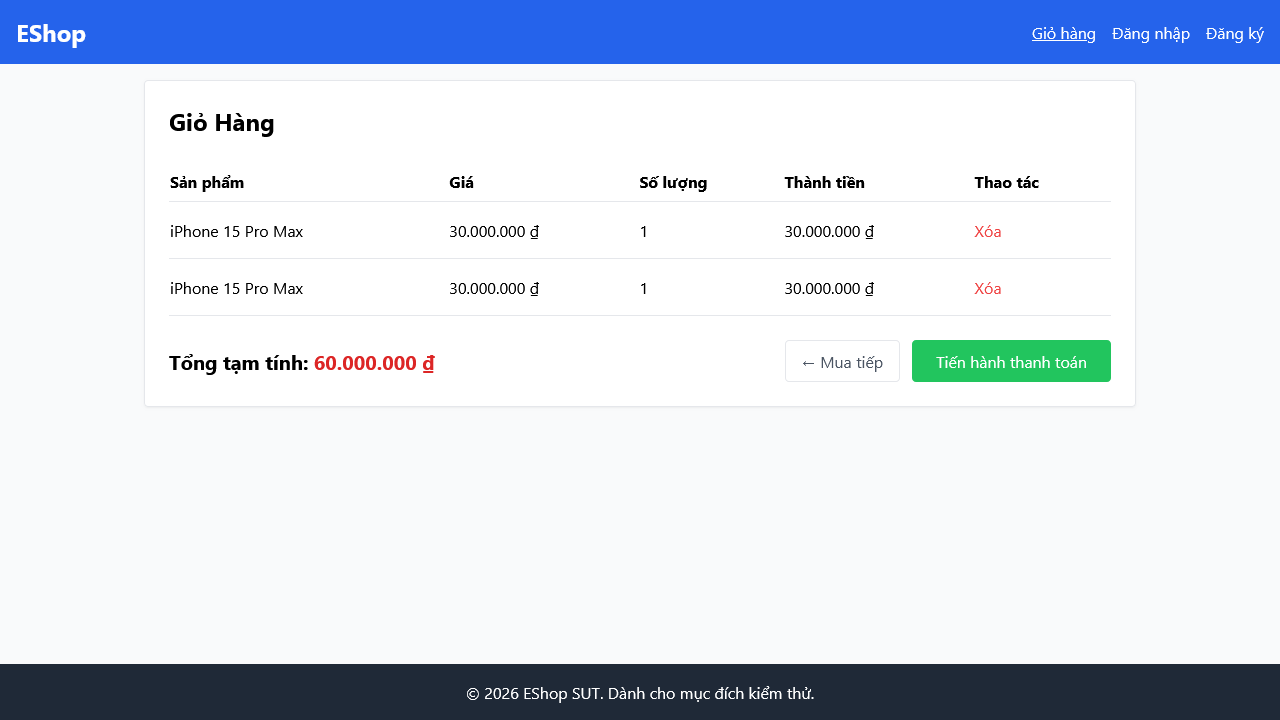 EShop
Giỏ hàng Đăng nhập Đăng ký
Giỏ Hàng
Sản phẩm Giá Số lượng Thành tiền Thao tác
iPhone 15 Pro Max 30.000.000 ₫ 1 30.000.000 ₫ Xóa
iPhone 15 Pro Max 30.000.000 ₫ 1 30.000.000 ₫ Xóa
Tổng tạm tính: 60.000.000 ₫ ← Mua tiếp Tiến hành thanh toán
© 2026 EShop SUT. Dành cho mục đích kiểm thử.